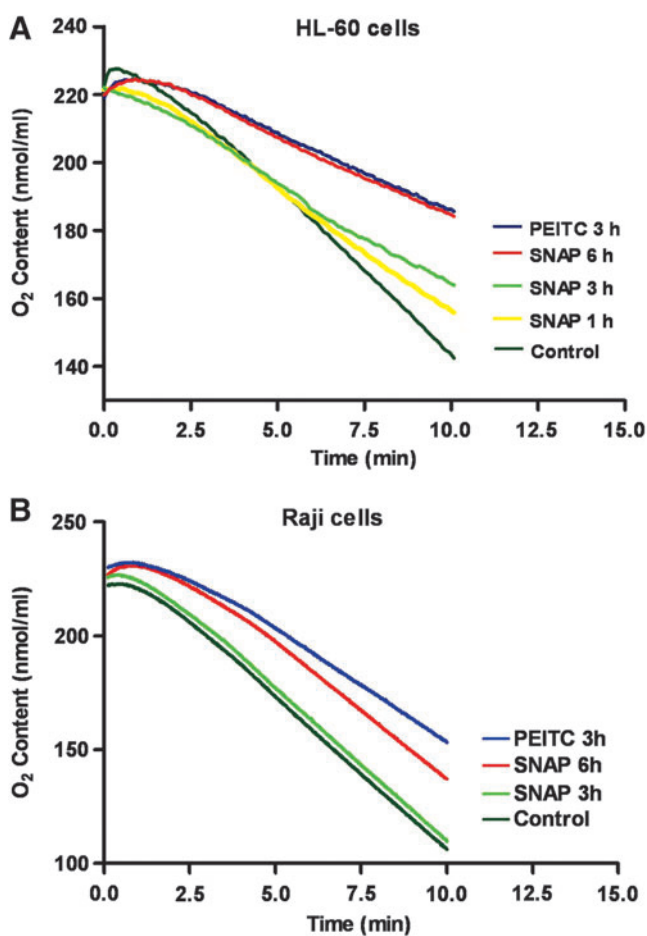 A
HL-60 cells
240
220
200
180
160
140
O2 Content (nmol/ml)
PEITC 3 h
SNAP 6 h
SNAP 3 h
SNAP 1 h
Control
0.0 2.5 5.0 7.5 10.0 12.5 15.0
Time (min)
B
Raji cells
250
200
150
100
O2 Content (nmol/ml)
PEITC 3h
SNAP 6h
SNAP 3h
Control
0.0 2.5 5.0 7.5 10.0 12.5 15.0
Time (min)